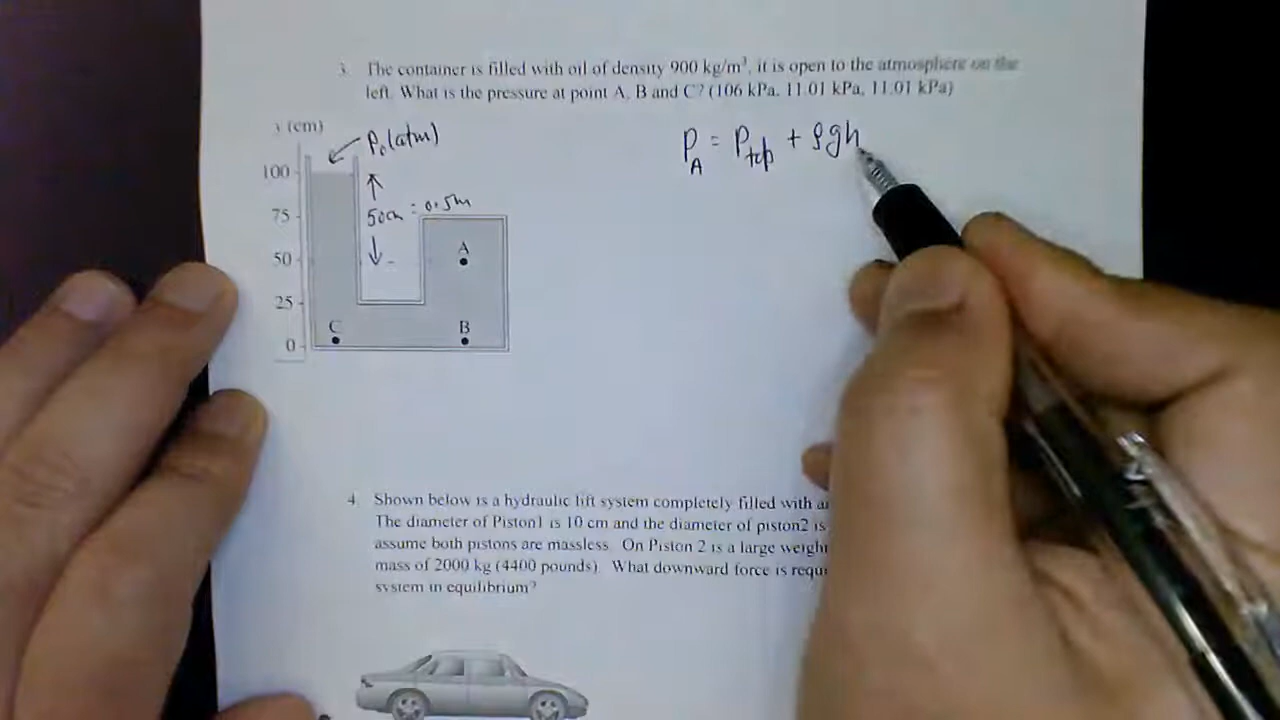 3. The container is filled with oil of density 900 kg/m³, it is open to the atmosphere on the
left. What is the pressure at point A, B and C? (106 kPa, 11.01 kPa, 11.01 kPa)
(cm)
P₀(atm)
P_A = P_top + ρgh
100
75
50cm = 0.5m
50
A
25
C
B
0
4. Shown below is a hydraulic lift system completely filled with
The diameter of Piston1 is 10 cm and the diameter of piston2 is
assume both pistons are massless. On Piston 2 is a large weight
mass of 2000 kg (4400 pounds). What downward force is
system in equilibrium?